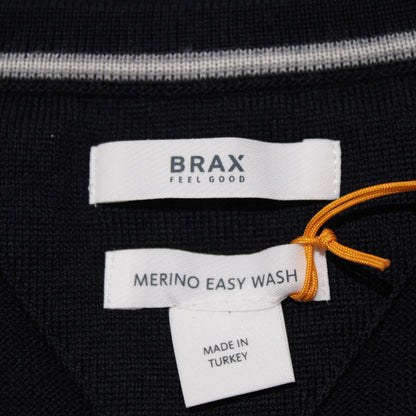 BRAX
FEEL GOOD
MERINO EASY WASH
MADE IN
TURKEY